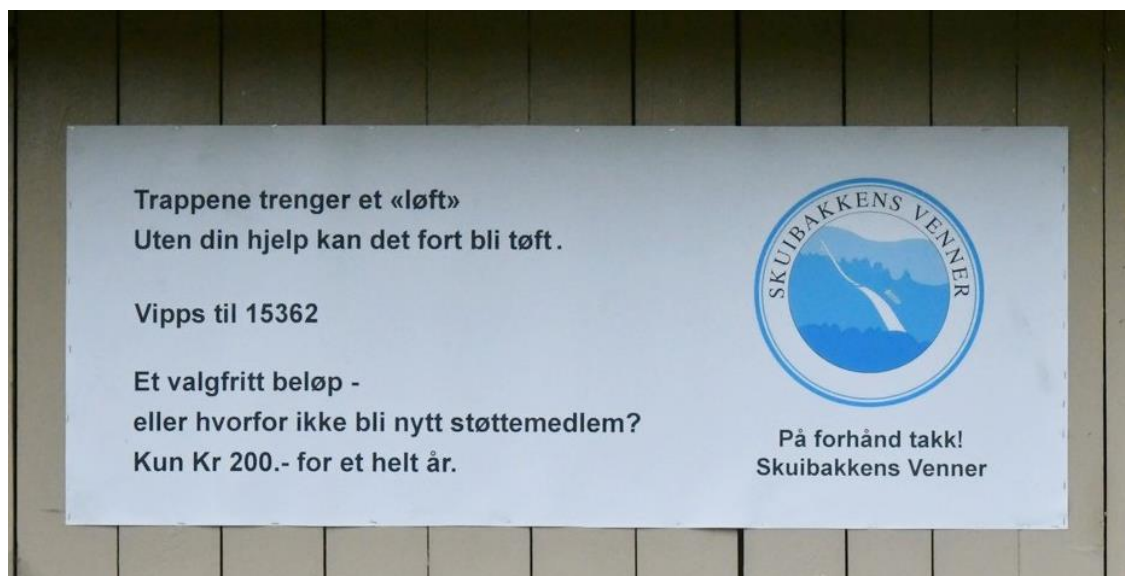 Trappene trenger et «løft»
Uten din hjelp kan det fort bli tøft.
Vipps til 15362
Et valgfritt beløp -
eller hvorfor ikke bli nytt støttemedlem?
Kun Kr 200.- for et helt år.
SKUIBAKKENS VENNER
På forhånd takk!
Skuibakkens Venner